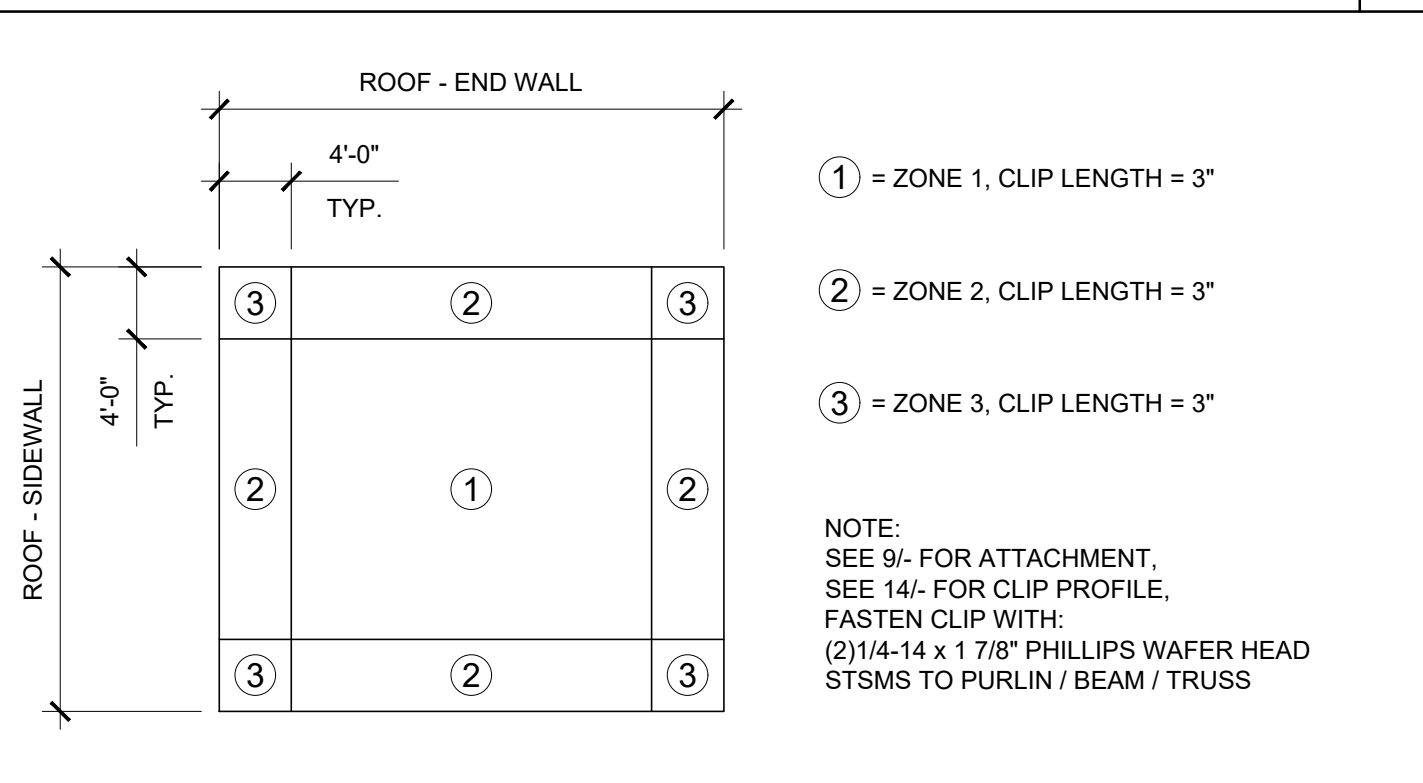 ROOF - END WALL
4'-0"
TYP.
ROOF - SIDEWALL
4'-0"
TYP.
3
2
3
2
1
2
3
2
3
1 = ZONE 1, CLIP LENGTH = 3"
2 = ZONE 2, CLIP LENGTH = 3"
3 = ZONE 3, CLIP LENGTH = 3"
NOTE:
SEE 9/- FOR ATTACHMENT,
SEE 14/- FOR CLIP PROFILE,
FASTEN CLIP WITH:
(2)1/4-14 x 1 7/8" PHILLIPS WAFER HEAD
STSMS TO PURLIN / BEAM / TRUSS